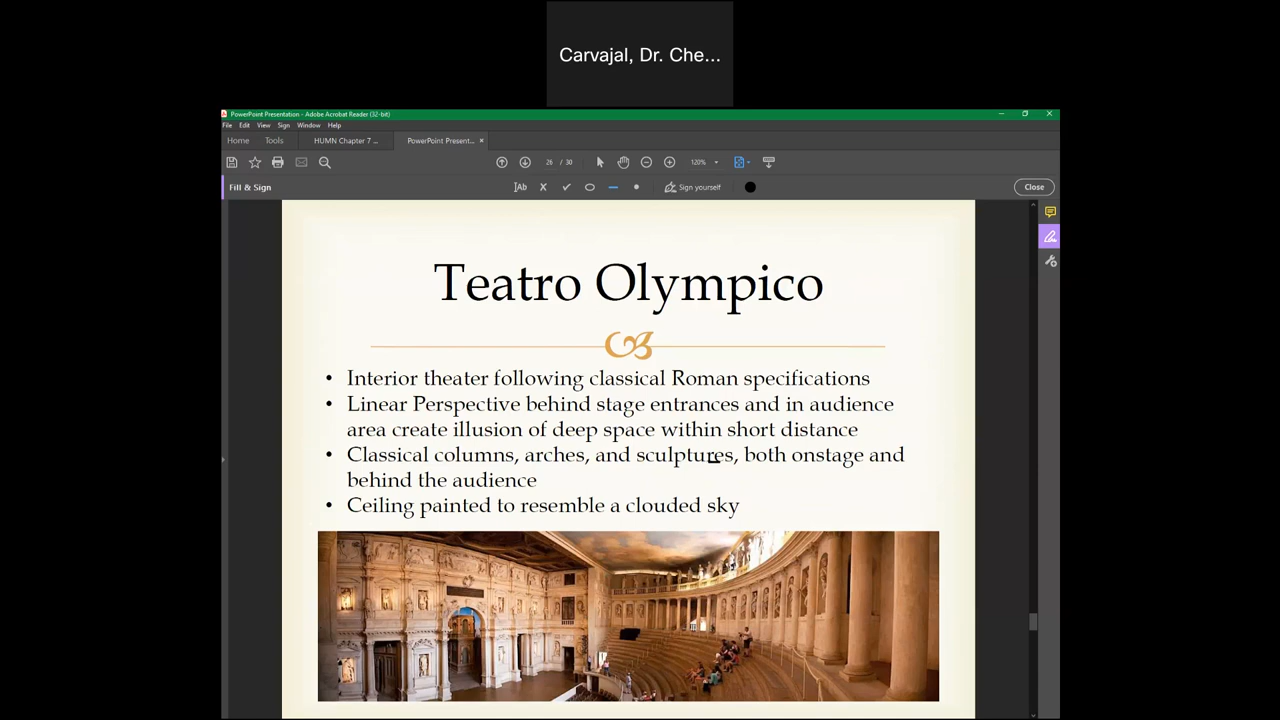 Carvajal, Dr. Che...
PowerPoint Presentation - Adobe Acrobat Reader (32-bit)
File Edit View Sign Window Help
Home Tools HUMN Chapter 7 ... PowerPoint Present... ×
26 / 30 120%
Fill & Sign Ab Sign yourself Close
Teatro Olympico
• Interior theater following classical Roman specifications
• Linear Perspective behind stage entrances and in audience
area create illusion of deep space within short distance
• Classical columns, arches, and sculptures, both onstage and
behind the audience
• Ceiling painted to resemble a clouded sky